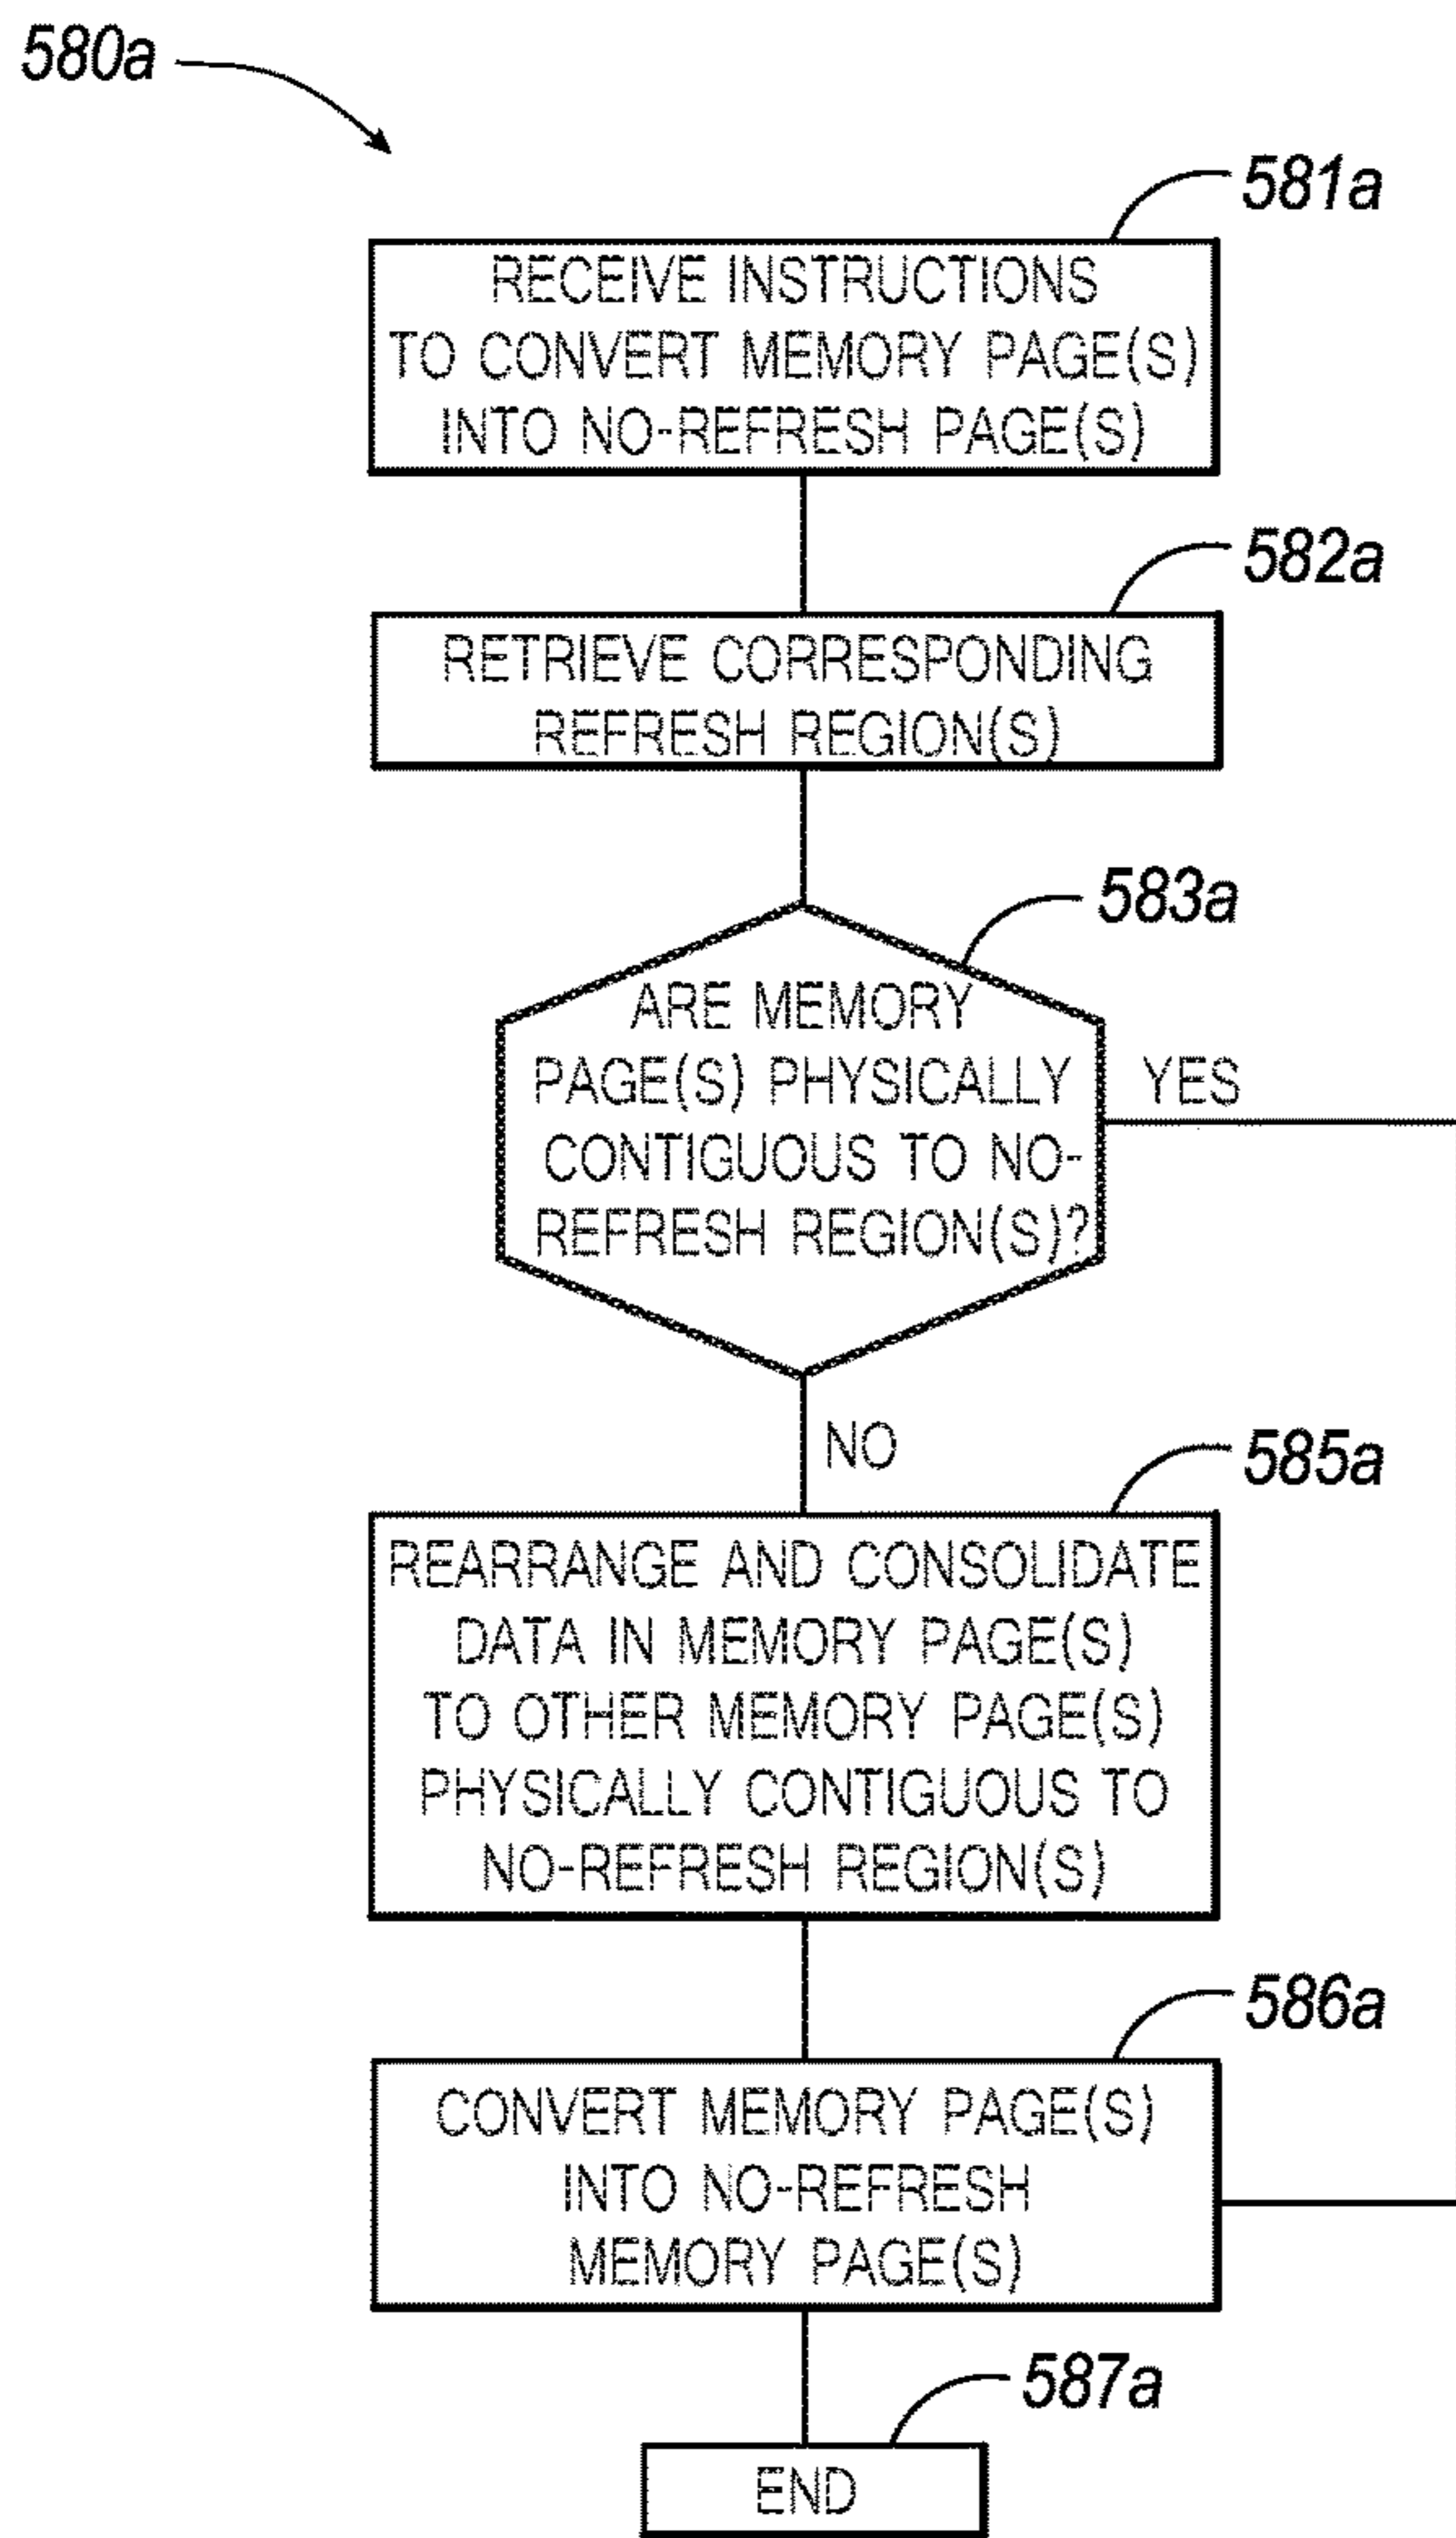 580a
581a
RECEIVE INSTRUCTIONS
TO CONVERT MEMORY PAGE(S)
INTO NO-REFRESH PAGE(S)
582a
RETRIEVE CORRESPONDING
REFRESH REGION(S)
583a
ARE MEMORY
PAGE(S) PHYSICALLY
CONTIGUOUS TO NO-
REFRESH REGION(S)?
YES
NO
585a
REARRANGE AND CONSOLIDATE
DATA IN MEMORY PAGE(S)
TO OTHER MEMORY PAGE(S)
PHYSICALLY CONTIGUOUS TO
NO-REFRESH REGION(S)
586a
CONVERT MEMORY PAGE(S)
INTO NO-REFRESH
MEMORY PAGE(S)
587a
END